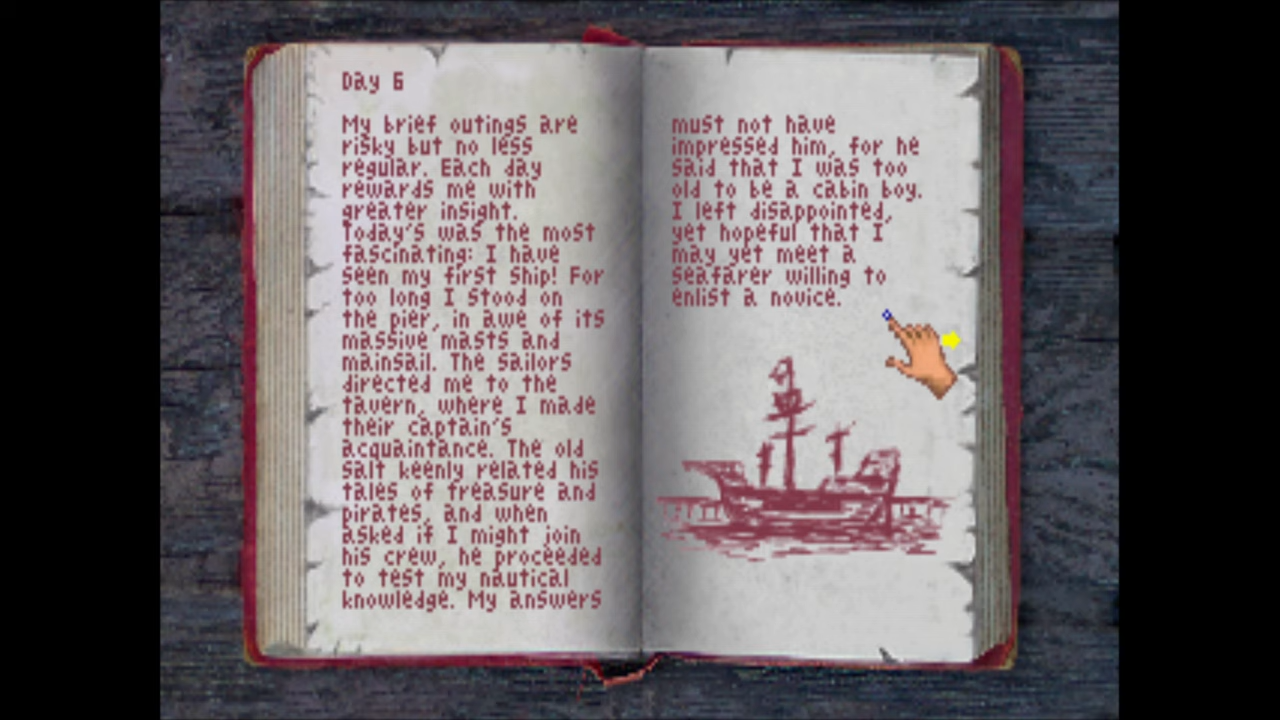 Day 6
My brief outings are
risky but no less
regular. Each day
rewards me with
greater insight.
Today's was the most
fascinating: I have
seen my first ship! For
too long I stood on
the pier, in awe of its
massive masts and
mainsail. The sailors
directed me to the
tavern, where I made
their captain's
acquaintance. The old
salt keenly related his
tales of treasure and
pirates, and when
asked if I might join
his crew, he proceeded
to test my nautical
knowledge. My answers
must not have
impressed him, for he
said that I was too
old to be a cabin boy.
I left disappointed,
yet hopeful that I
may yet meet a
seafarer willing to
enlist a novice.